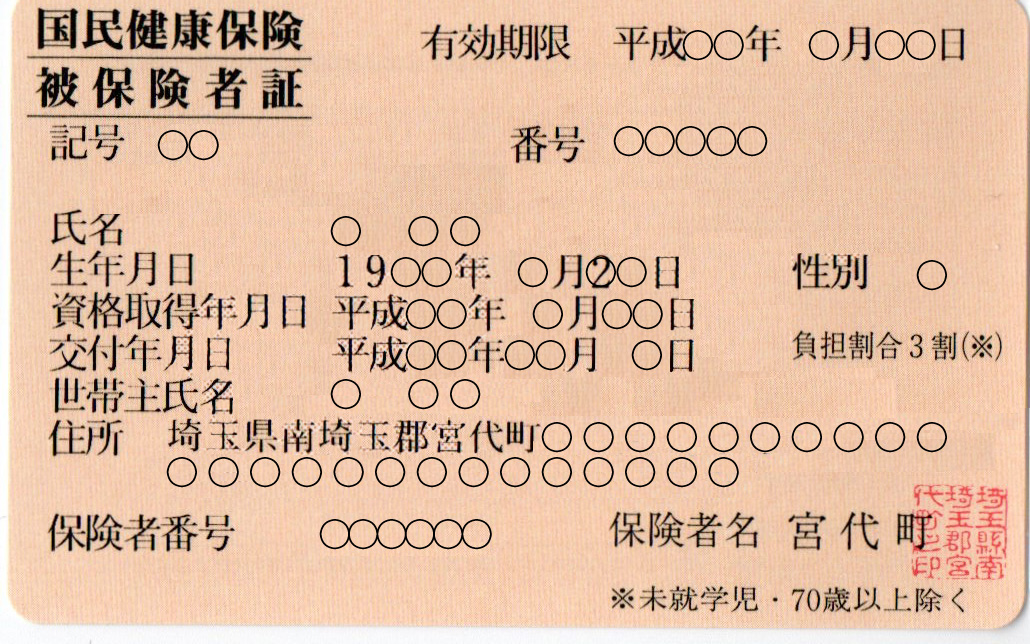 国民健康保険
被保険者証
有効期限 平成○○年 ○月○○日
記号 ○○ 番号 ○○○○○
氏名 ○ ○○
生年月日 19○○年 ○月2○日 性別 ○
資格取得年月日 平成○○年 ○月○○日
交付年月日 平成○○年○○月 ○日 負担割合3割(※)
世帯主氏名 ○ ○○
住所 埼玉県南埼玉郡宮代町○○○○○○○○○○
○○○○○○○○○○○○○○
保険者番号 ○○○○○○ 保険者名 宮代町
埼玉縣南
埼玉郡宮
代町之印
※未就学児・70歳以上除く